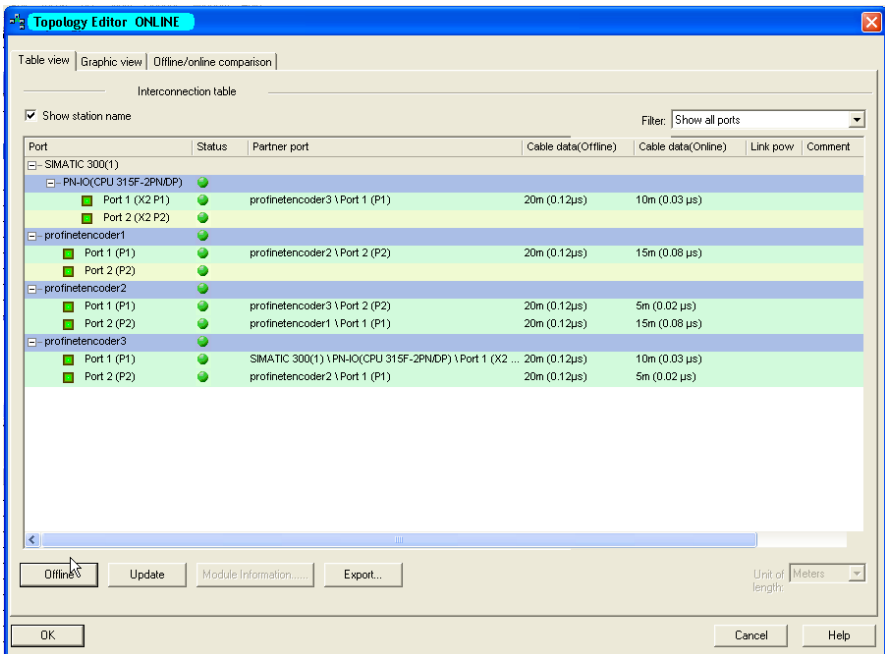 Topology Editor ONLINE
Table view Graphic view Offline/online comparison
Interconnection table
Show station name
Filter: Show all ports
Port Status Partner port Cable data(Offline) Cable data(Online) Link pow Comment
SIMATIC 300(1)
PN-IO(CPU 315F-2PN/DP)
Port 1 (X2 P1) profinetencoder3 \ Port 1 (P1) 20m (0.12µs) 10m (0.03 µs)
Port 2 (X2 P2)
profinetencoder1
Port 1 (P1) profinetencoder2 \ Port 2 (P2) 20m (0.12µs) 15m (0.08 µs)
Port 2 (P2)
profinetencoder2
Port 1 (P1) profinetencoder3 \ Port 2 (P2) 20m (0.12µs) 5m (0.02 µs)
Port 2 (P2) profinetencoder1 \ Port 1 (P1) 20m (0.12µs) 15m (0.08 µs)
profinetencoder3
Port 1 (P1) SIMATIC 300(1) \ PN-IO(CPU 315F-2PN/DP) \ Port 1 (X2 ... 20m (0.12µs) 10m (0.03 µs)
Port 2 (P2) profinetencoder2 \ Port 1 (P1) 20m (0.12µs) 5m (0.02 µs)
Offline Update Module Information...... Export... Unit of length: Meters
OK Cancel Help